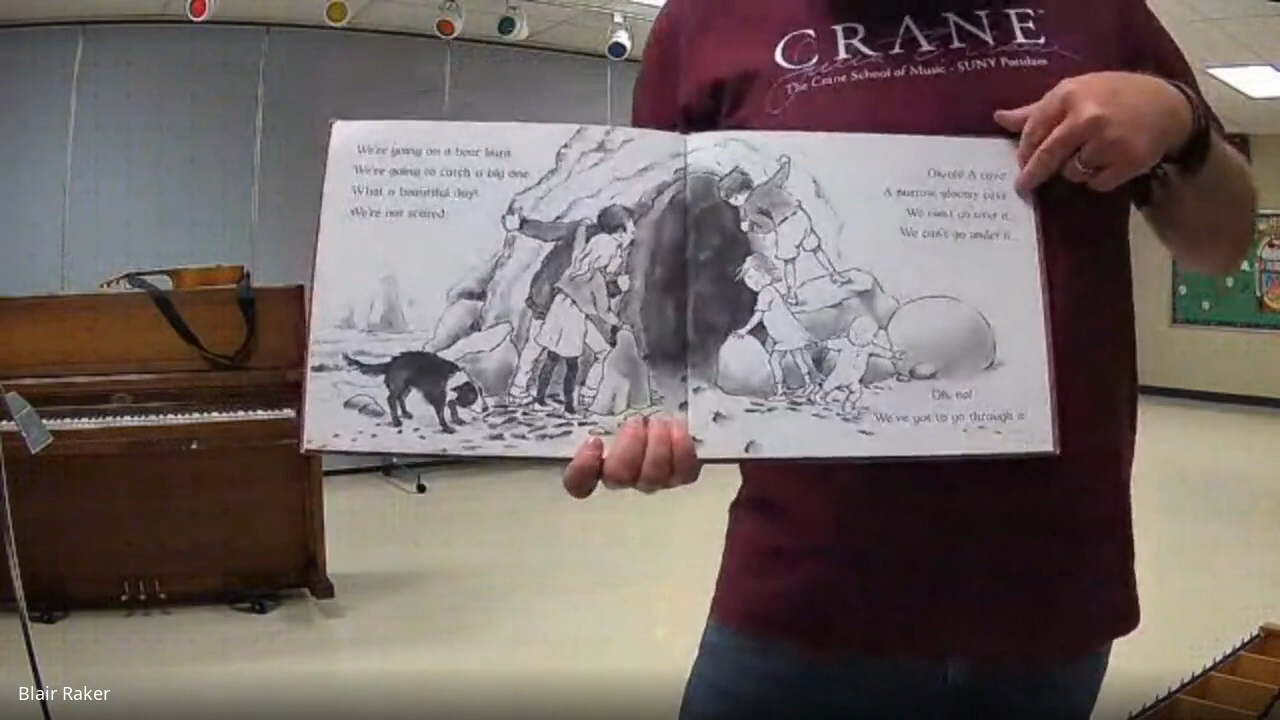 CRANE
The Crane School of Music - SUNY Potsdam
We're going on a bear hunt.
We're going to catch a big one.
What a beautiful day!
We're not scared.
Uh-uh! A cave!
A narrow gloomy cave.
We can't go over it.
We can't go under it.
Oh, no!
We've got to go through it!
Blair Raker